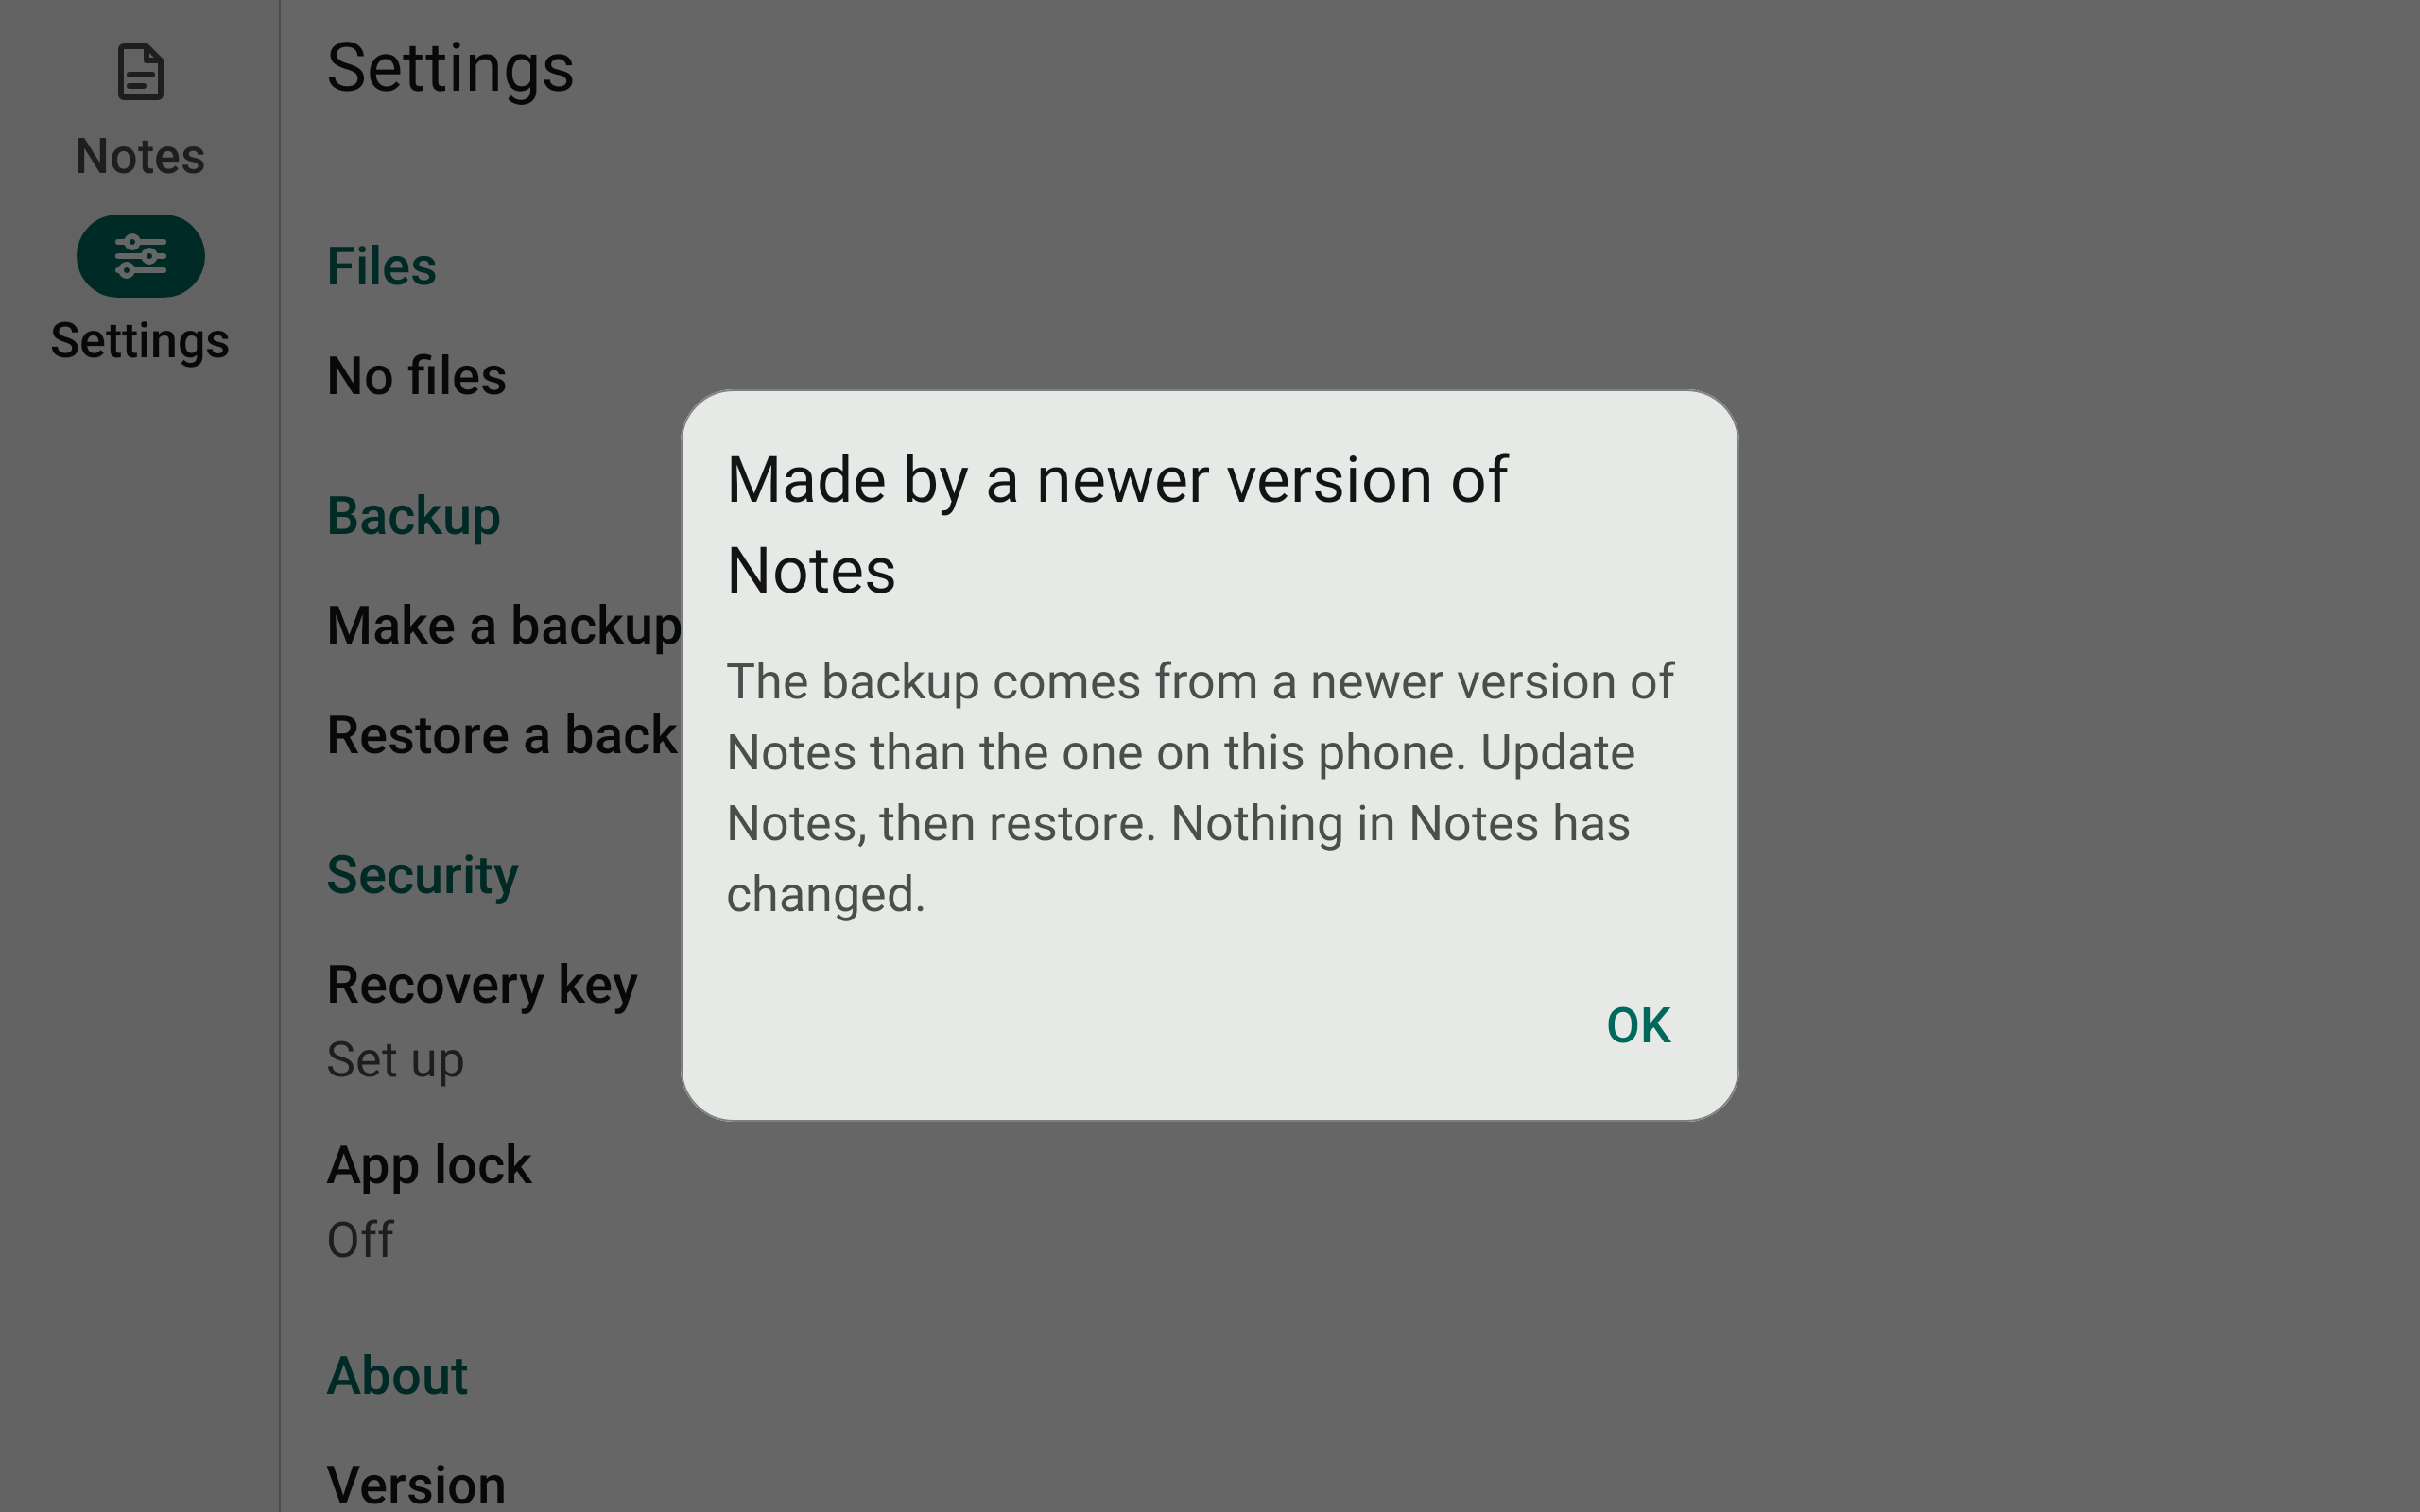 Notes
Settings
Settings
Files
No files
Backup
Make a backup
Restore a back
Security
Recovery key
Set up
App lock
Off
About
Version
Made by a newer version of
Notes
The backup comes from a newer version of
Notes than the one on this phone. Update
Notes, then restore. Nothing in Notes has
changed.
OK